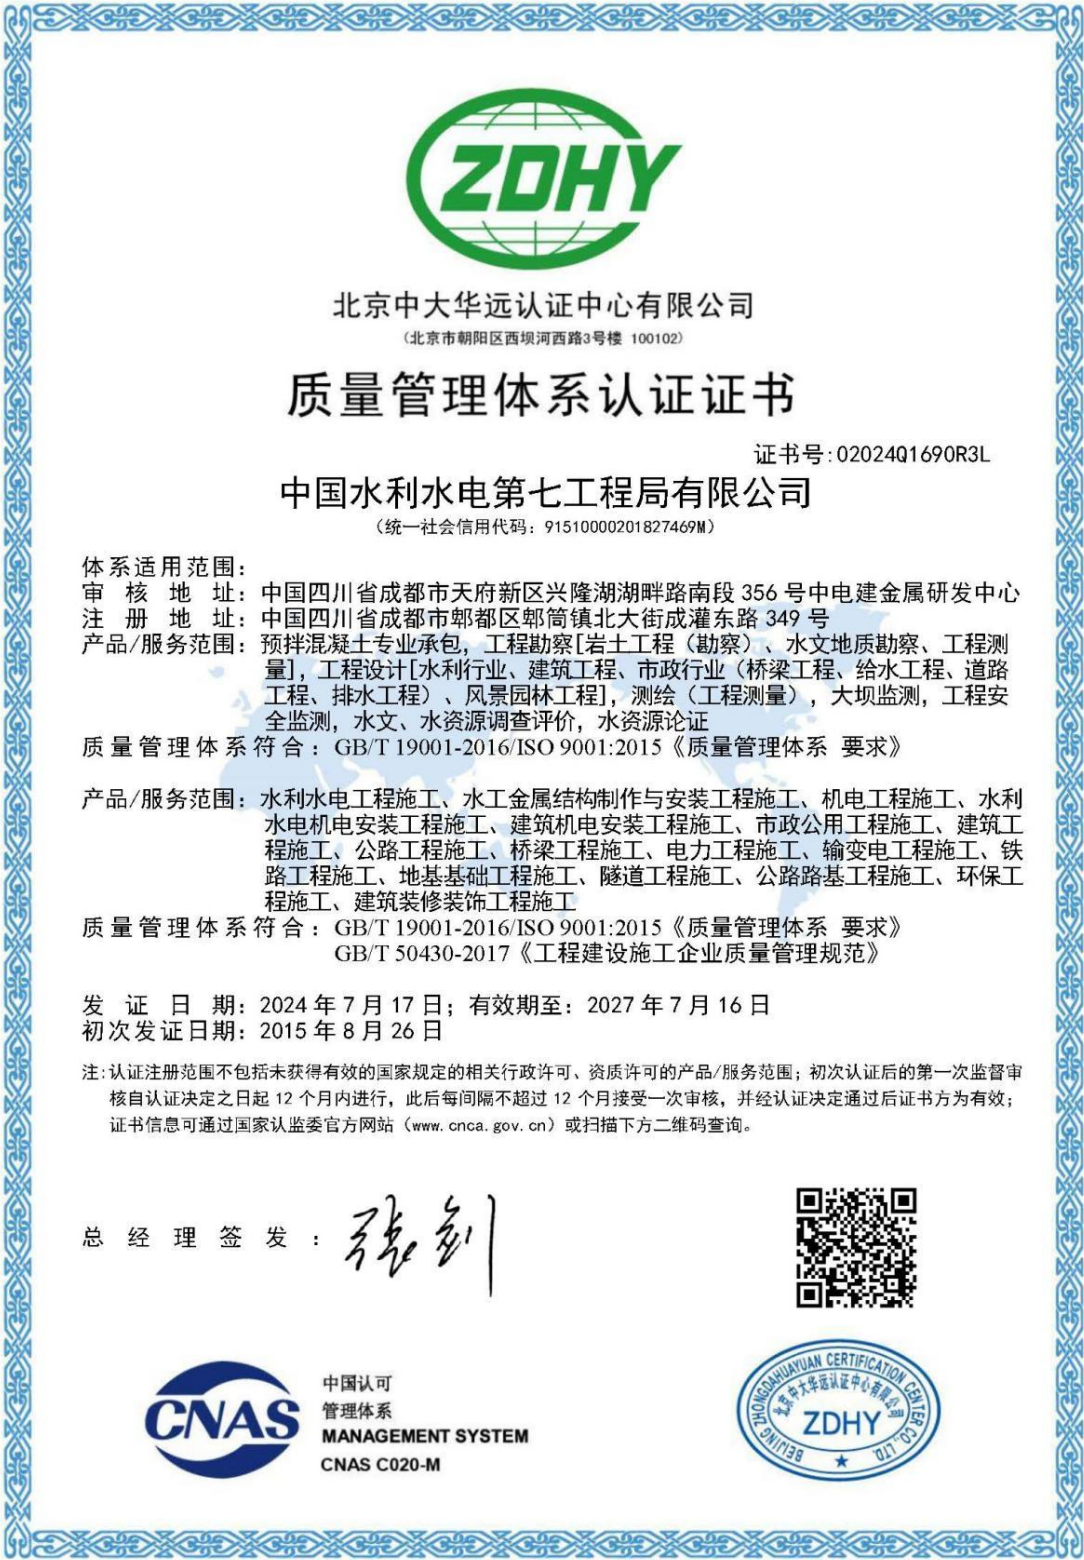 ZDHY
北京中大华远认证中心有限公司
(北京市朝阳区西坝河西路3号楼 100102)
质量管理体系认证证书
证书号:02024Q1690R3L
中国水利水电第七工程局有限公司
(统一社会信用代码: 91510000201827469M)
体系适用范围:
审核地址: 中国四川省成都市天府新区兴隆湖湖畔路南段 356 号中电建金属研发中心
注册地址: 中国四川省成都市郫都区郫筒镇北大街成灌东路 349 号
产品/服务范围: 预拌混凝土专业承包, 工程勘察[岩土工程（勘察）、水文地质勘察、工程测
量], 工程设计[水利行业、建筑工程、市政行业（桥梁工程、给水工程、道路
工程、排水工程）、风景园林工程], 测绘（工程测量）, 大坝监测, 工程安
全监测, 水文、水资源调查评价, 水资源论证
质量管理体系符合: GB/T 19001-2016/ISO 9001:2015《质量管理体系 要求》
产品/服务范围: 水利水电工程施工、水工金属结构制作与安装工程施工、机电工程施工、水利
水电机电安装工程施工、建筑机电安装工程施工、市政公用工程施工、建筑工
程施工、公路工程施工、桥梁工程施工、电力工程施工、输变电工程施工、铁
路工程施工、地基基础工程施工、隧道工程施工、公路路基工程施工、环保工
程施工、建筑装修装饰工程施工
质量管理体系符合: GB/T 19001-2016/ISO 9001:2015《质量管理体系 要求》
GB/T 50430-2017《工程建设施工企业质量管理规范》
发证日期: 2024 年 7 月 17 日; 有效期至: 2027 年 7 月 16 日
初次发证日期: 2015 年 8 月 26 日
注:认证注册范围不包括未获得有效的国家规定的相关行政许可、资质许可的产品/服务范围; 初次认证后的第一次监督审
核自认证决定之日起 12 个月内进行, 此后每间隔不超过 12 个月接受一次审核, 并经认证决定通过后证书方为有效;
证书信息可通过国家认监委官方网站（www.cnca.gov.cn）或扫描下方二维码查询。
总经理签发: 张剑
CNAS
中国认可
管理体系
MANAGEMENT SYSTEM
CNAS C020-M
BEIJING ZHONGDAHUAYUAN CERTIFICATION CENTER CO., LTD.
北京中大华远认证中心有限公司
ZDHY